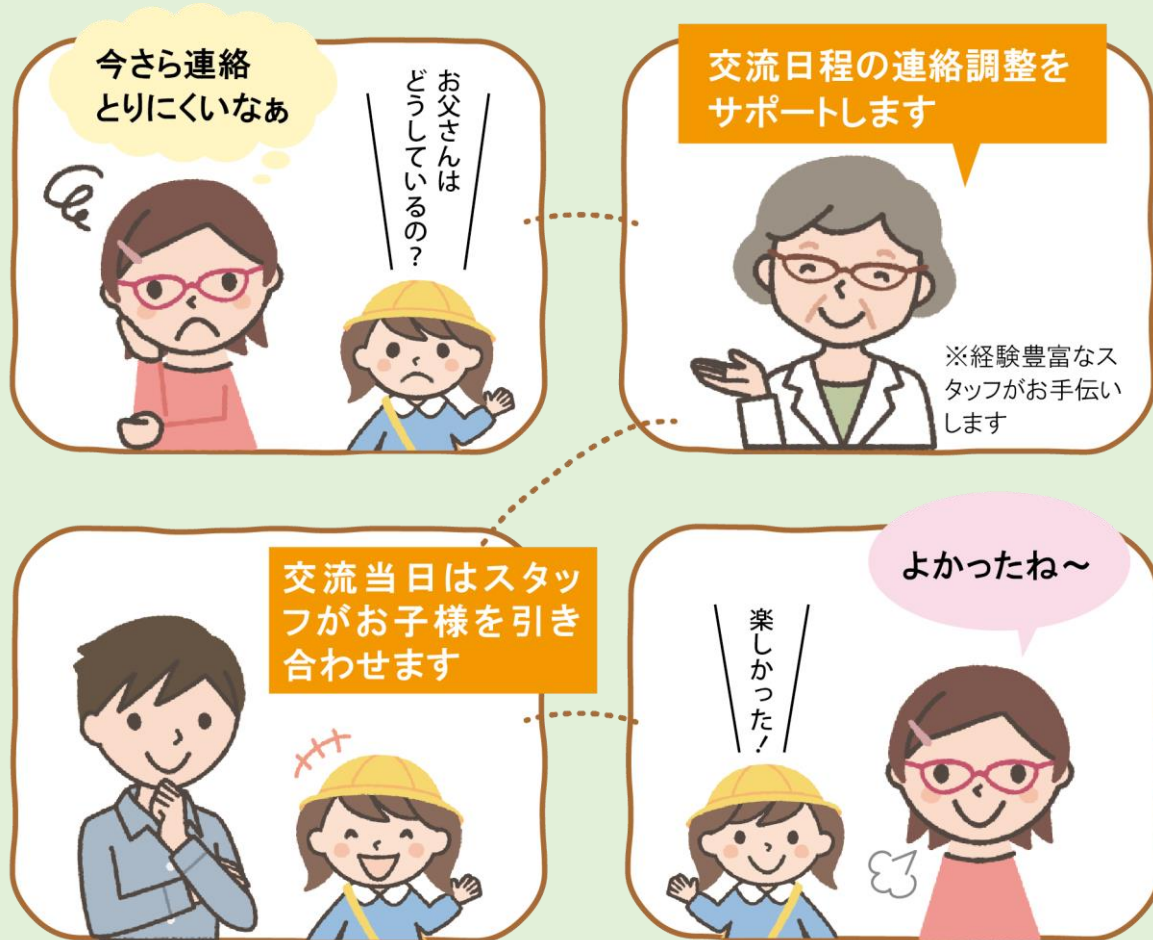 今さら連絡
とりにくいなぁ
お父さんは
どうしているの？
交流日程の連絡調整を
サポートします
※経験豊富なス
タッフがお手伝い
します
交流当日はスタッ
フがお子様を引き
合わせます
楽しかった！
よかったね～